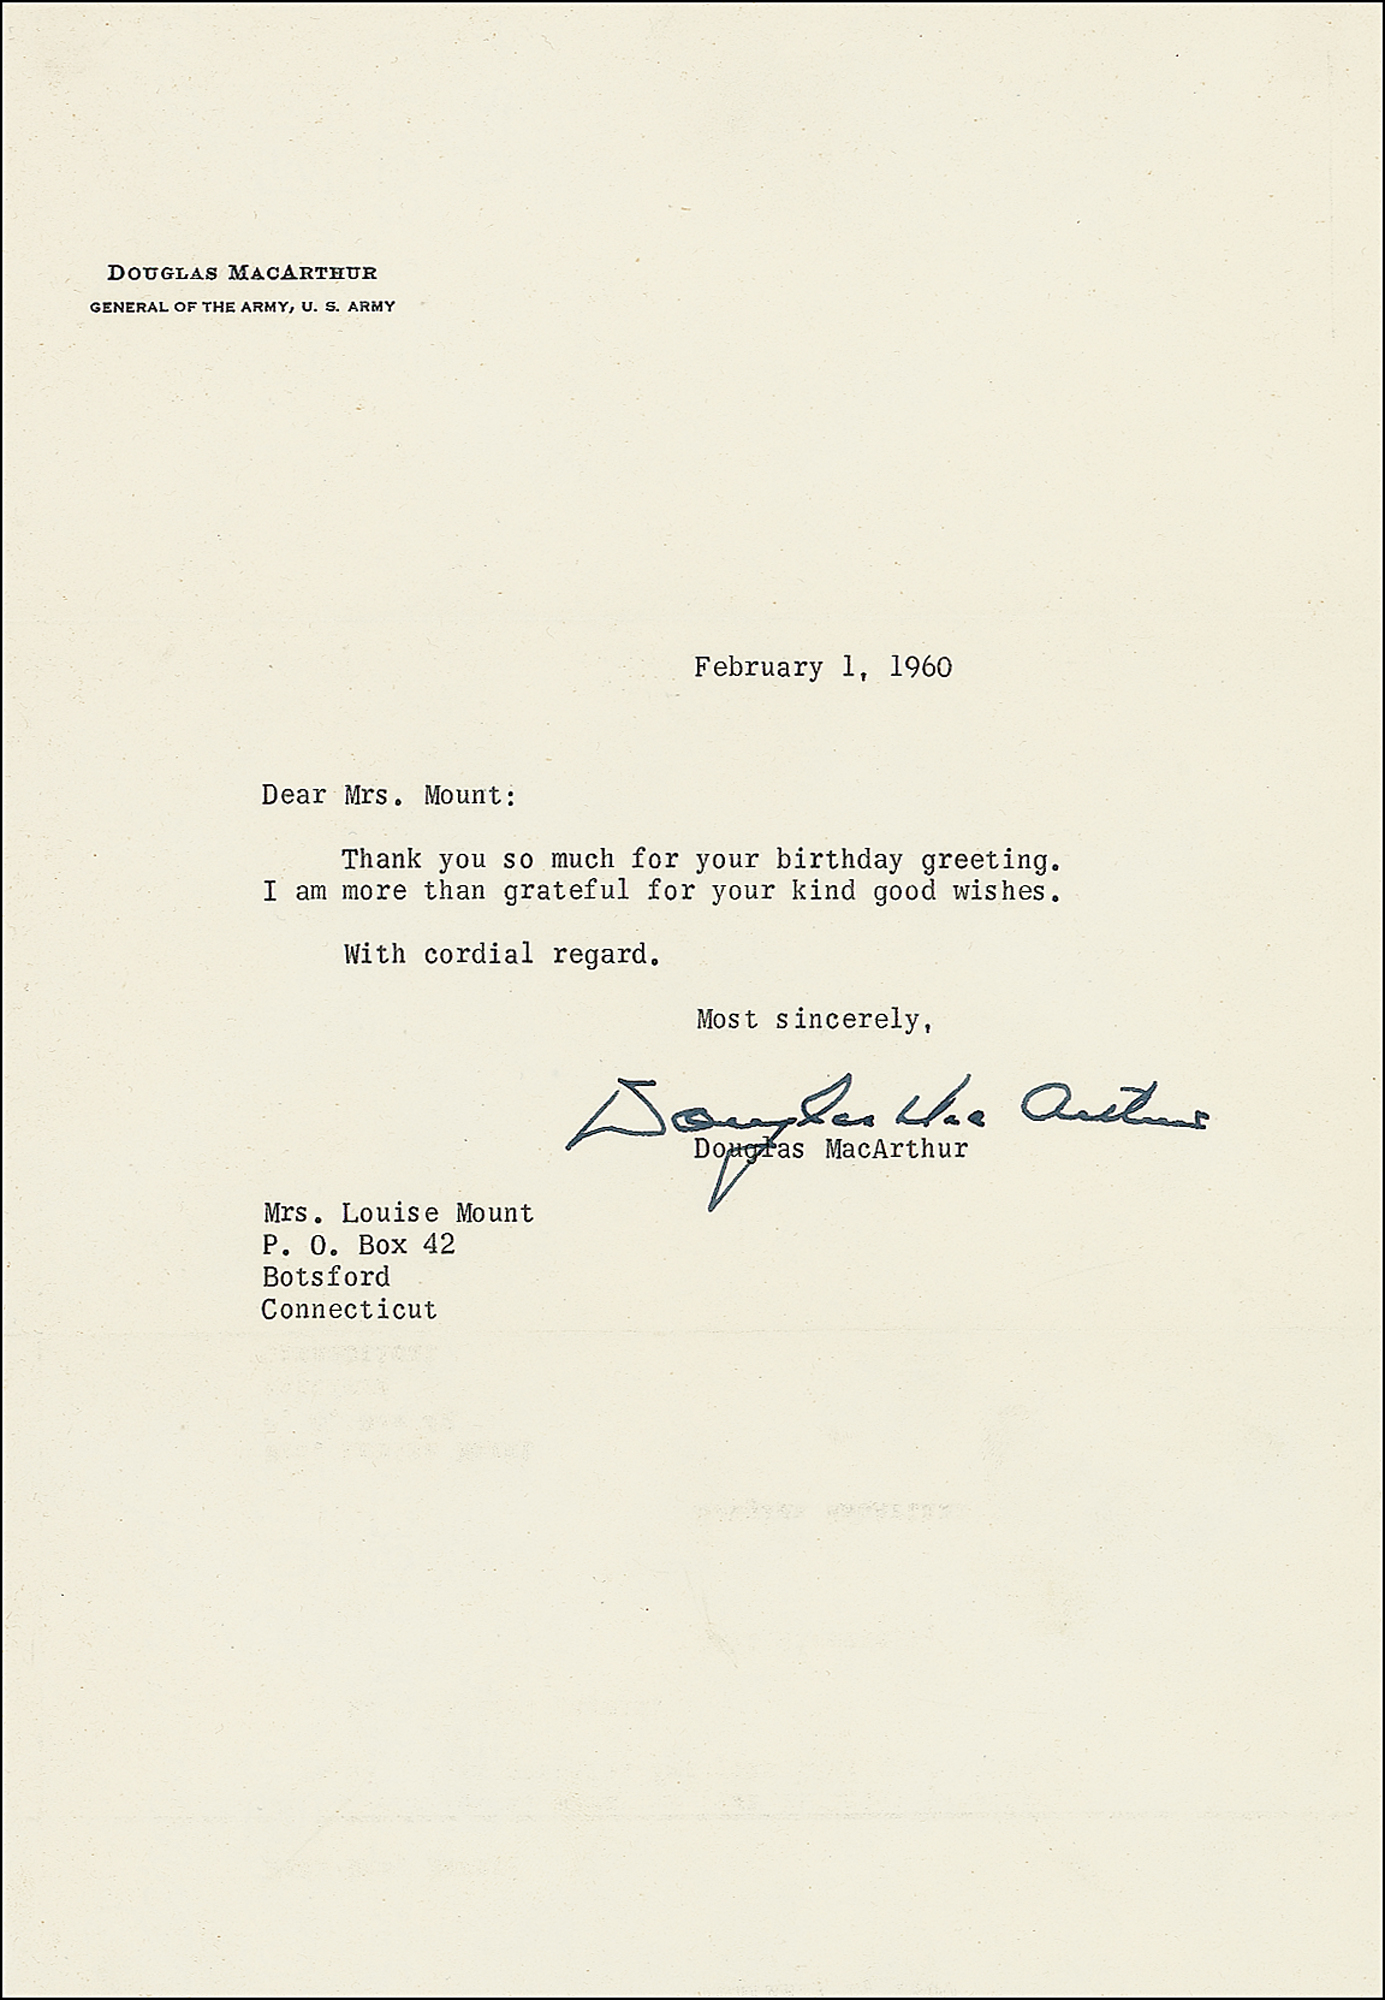 DOUGLAS MACARTHUR
GENERAL OF THE ARMY, U. S. ARMY
February 1, 1960
Dear Mrs. Mount:
Thank you so much for your birthday greeting.
I am more than grateful for your kind good wishes.
With cordial regard.
Most sincerely,
Douglas MacArthur
Douglas MacArthur
Mrs. Louise Mount
P. O. Box 42
Botsford
Connecticut